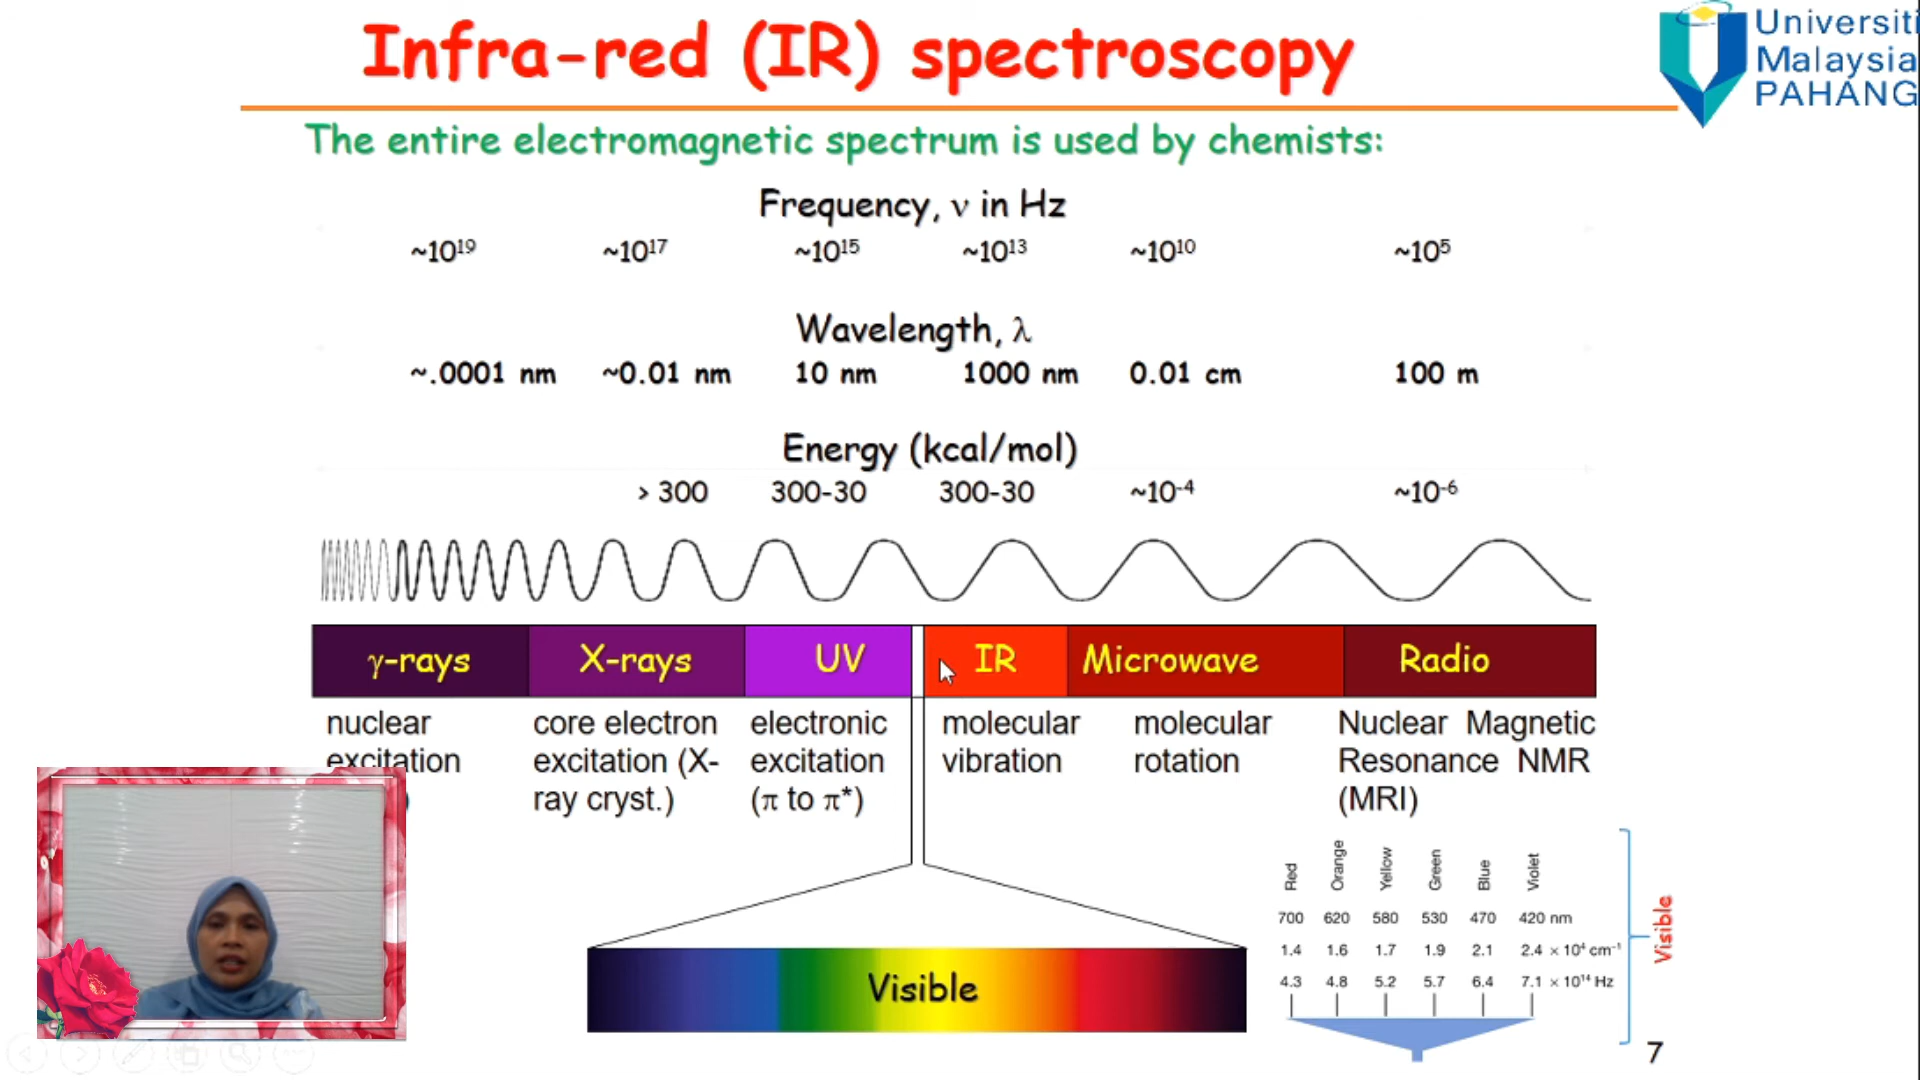 Infra-red (IR) spectroscopy
Universiti
Malaysia
PAHANG
The entire electromagnetic spectrum is used by chemists:
Frequency, ν in Hz
~10¹⁹ ~10¹⁷ ~10¹⁵ ~10¹³ ~10¹⁰ ~10⁵
Wavelength, λ
~.0001 nm ~0.01 nm 10 nm 1000 nm 0.01 cm 100 m
Energy (kcal/mol)
> 300 300-30 300-30 ~10⁻⁴ ~10⁻⁶
γ-rays X-rays UV IR Microwave Radio
nuclear
excitation
core electron
excitation (X-
ray cryst.)
electronic
excitation
(π to π*)
molecular
vibration
molecular
rotation
Nuclear Magnetic
Resonance NMR
(MRI)
Visible
Red Orange Yellow Green Blue Violet
700 620 580 530 470 420 nm
1.4 1.6 1.7 1.9 2.1 2.4 × 10⁴ cm⁻¹
4.3 4.8 5.2 5.7 6.4 7.1 × 10¹⁴ Hz
Visible
7